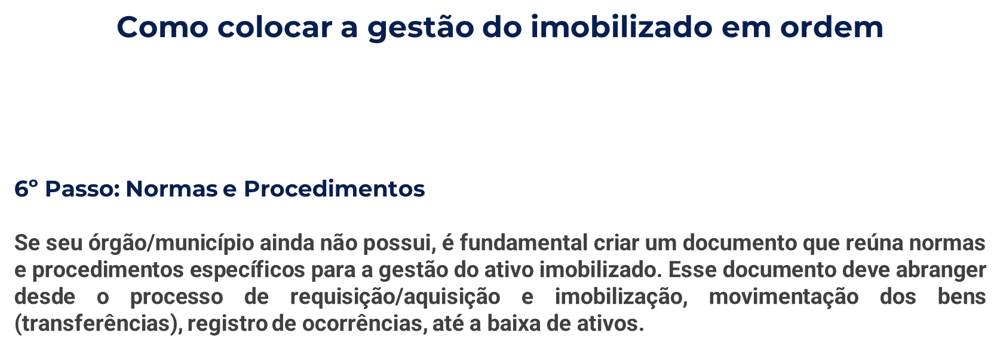 Como colocar a gestão do imobilizado em ordem
6º Passo: Normas e Procedimentos
Se seu órgão/município ainda não possui, é fundamental criar um documento que reúna normas
e procedimentos específicos para a gestão do ativo imobilizado. Esse documento deve abranger
desde o processo de requisição/aquisição e imobilização, movimentação dos bens
(transferências), registro de ocorrências, até a baixa de ativos.